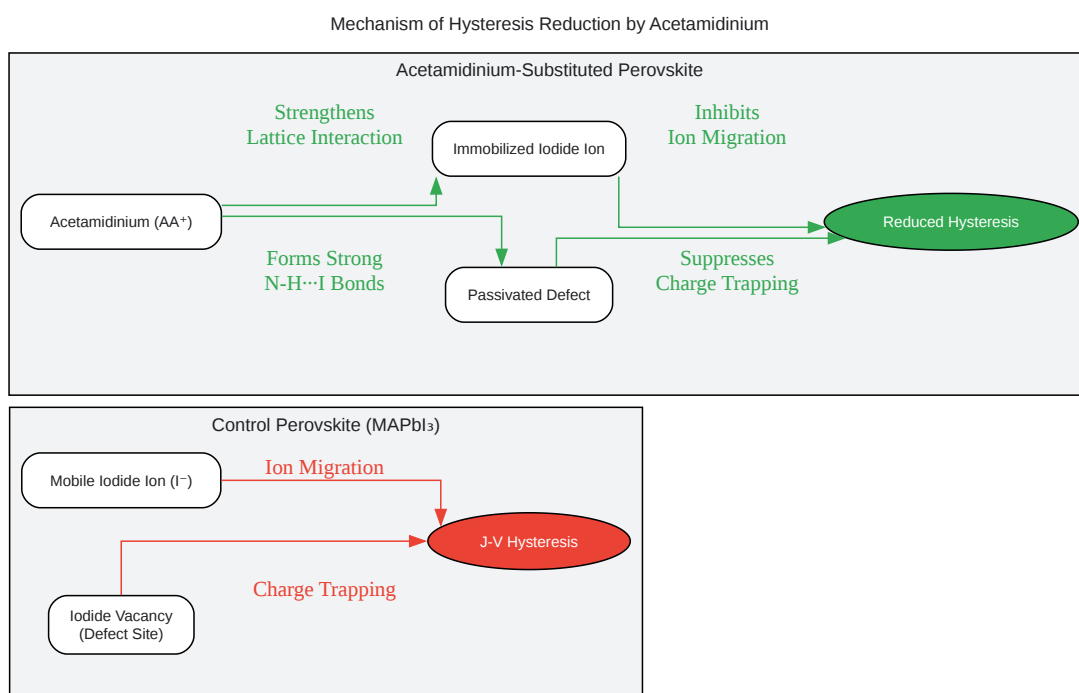 Mechanism of Hysteresis Reduction by Acetamidinium
Acetamidinium-Substituted Perovskite
Strengthens
Lattice Interaction
Inhibits
Ion Migration
Immobilized Iodide Ion
Acetamidinium (AA⁺)
Reduced Hysteresis
Forms Strong
N-H···I Bonds
Suppresses
Charge Trapping
Passivated Defect
Control Perovskite (MAPbI₃)
Ion Migration
Mobile Iodide Ion (I⁻)
J-V Hysteresis
Charge Trapping
Iodide Vacancy
(Defect Site)